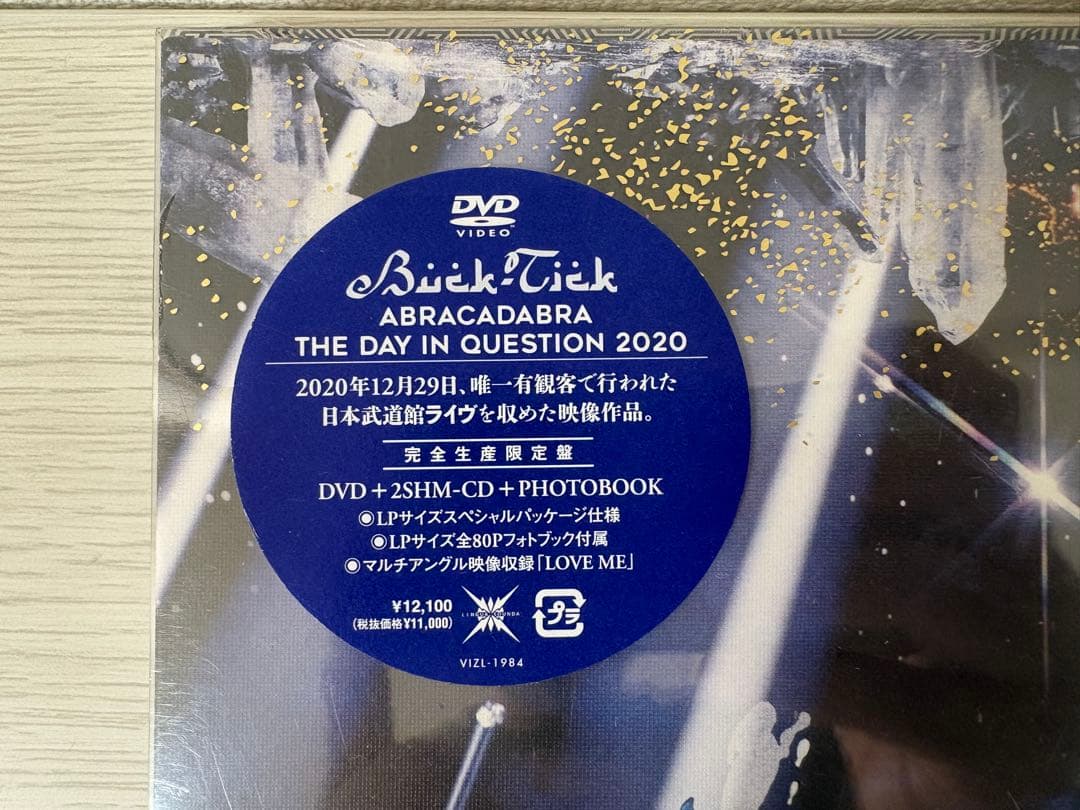 DVD
VIDEO™
Buck-Tick
ABRACADABRA
THE DAY IN QUESTION 2020
2020年12月29日、唯一有観客で行われた
日本武道館ライヴを収めた映像作品。
完全生産限定盤
DVD＋2SHM-CD＋PHOTOBOOK
◉LPサイズスペシャルパッケージ仕様
◉LPサイズ全80Pフォトブック付属
◉マルチアングル映像収録「LOVE ME」
¥12,100
(税抜価格¥11,000)
プラ
VIZL-1984